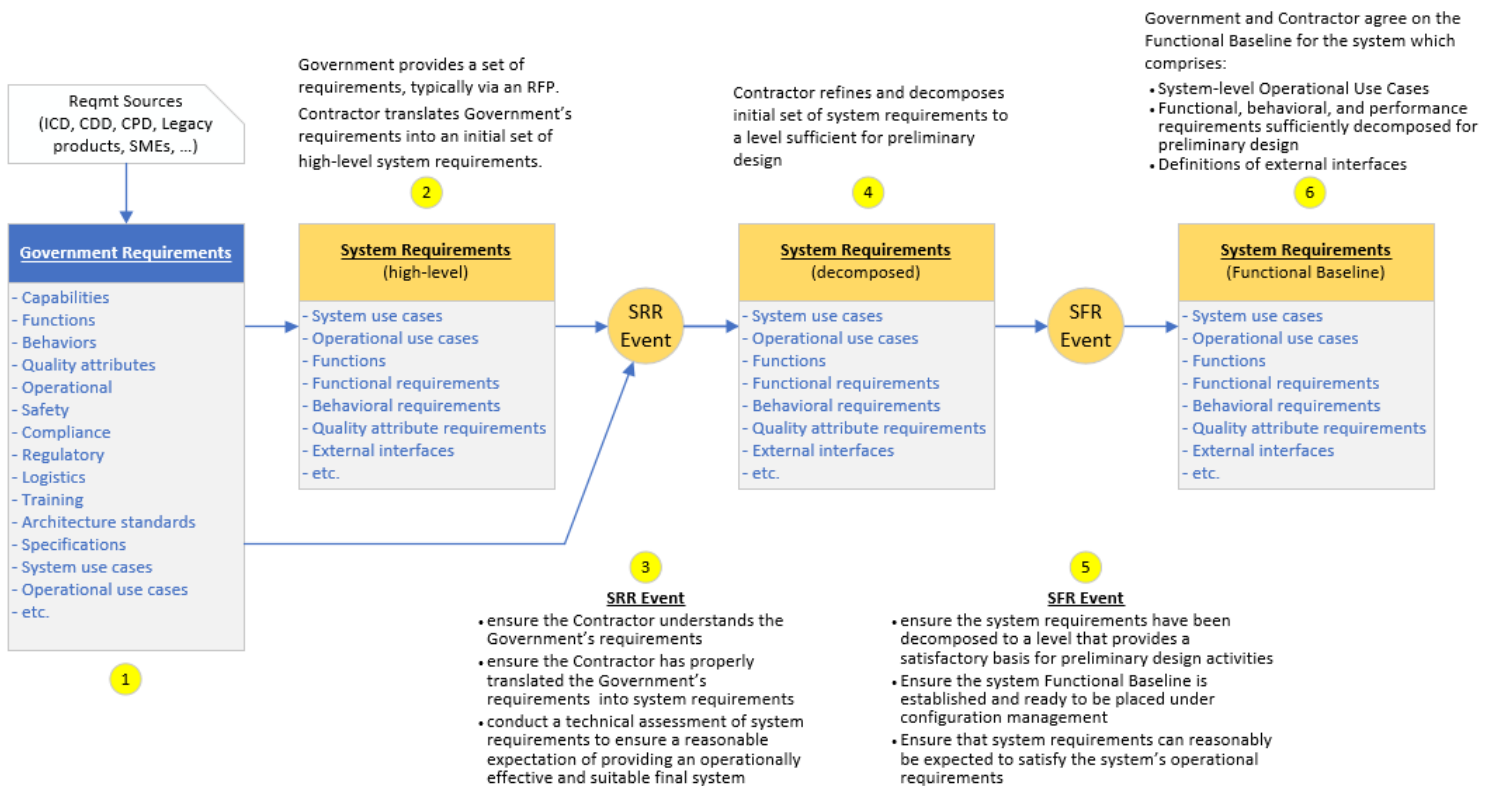 Reqmt Sources
(ICD, CDD, CPD, Legacy
products, SMEs, ...)
Government Requirements
- Capabilities
- Functions
- Behaviors
- Quality attributes
- Operational
- Safety
- Compliance
- Regulatory
- Logistics
- Training
- Architecture standards
- Specifications
- System use cases
- Operational use cases
- etc.
1
Government provides a set of
requirements, typically via an RFP.
Contractor translates Government's
requirements into an initial set of
high-level system requirements.
2
System Requirements
(high-level)
- System use cases
- Operational use cases
- Functions
- Functional requirements
- Behavioral requirements
- Quality attribute requirements
- External interfaces
- etc.
SRR
Event
3
SRR Event
• ensure the Contractor understands the
Government's requirements
• ensure the Contractor has properly
translated the Government's
requirements into system requirements
• conduct a technical assessment of system
requirements to ensure a reasonable
expectation of providing an operationally
effective and suitable final system
Contractor refines and decomposes
initial set of system requirements to
a level sufficient for preliminary
design
4
System Requirements
(decomposed)
- System use cases
- Operational use cases
- Functions
- Functional requirements
- Behavioral requirements
- Quality attribute requirements
- External interfaces
- etc.
SFR
Event
5
SFR Event
• ensure the system requirements have been
decomposed to a level that provides a
satisfactory basis for preliminary design activities
• Ensure the system Functional Baseline is
established and ready to be placed under
configuration management
• Ensure that system requirements can reasonably
be expected to satisfy the system's operational
requirements
Government and Contractor agree on the
Functional Baseline for the system which
comprises:
• System-level Operational Use Cases
• Functional, behavioral, and performance
requirements sufficiently decomposed for
preliminary design
• Definitions of external interfaces
6
System Requirements
(Functional Baseline)
- System use cases
- Operational use cases
- Functions
- Functional requirements
- Behavioral requirements
- Quality attribute requirements
- External interfaces
- etc.